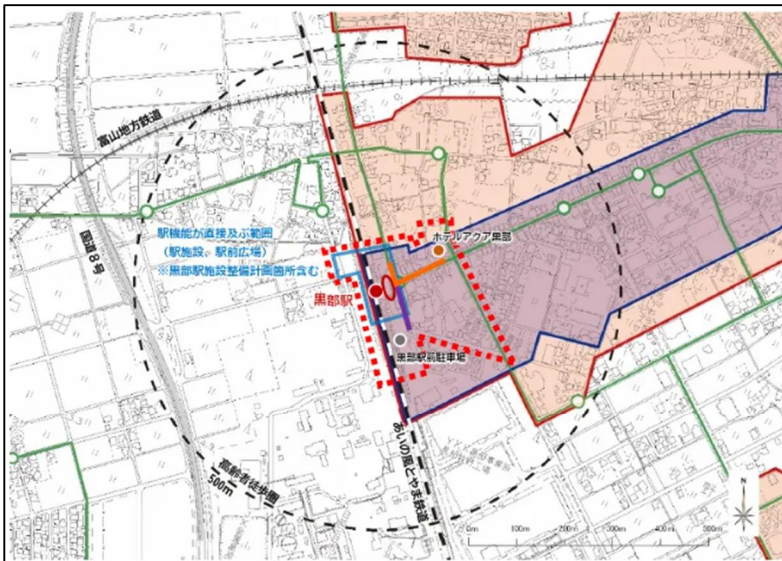 富山地方鉄道
国道8号
駅機能が直接及ぶ範囲
(駅施設、駅前広場)
※黒部駅施設整備計画箇所含む
ホテルアクア黒部
黒部駅
黒部駅前駐車場
あいの風とやま鉄道
高齢者徒歩圏
500m
N
0m 100m 200m 300m 400m 500m